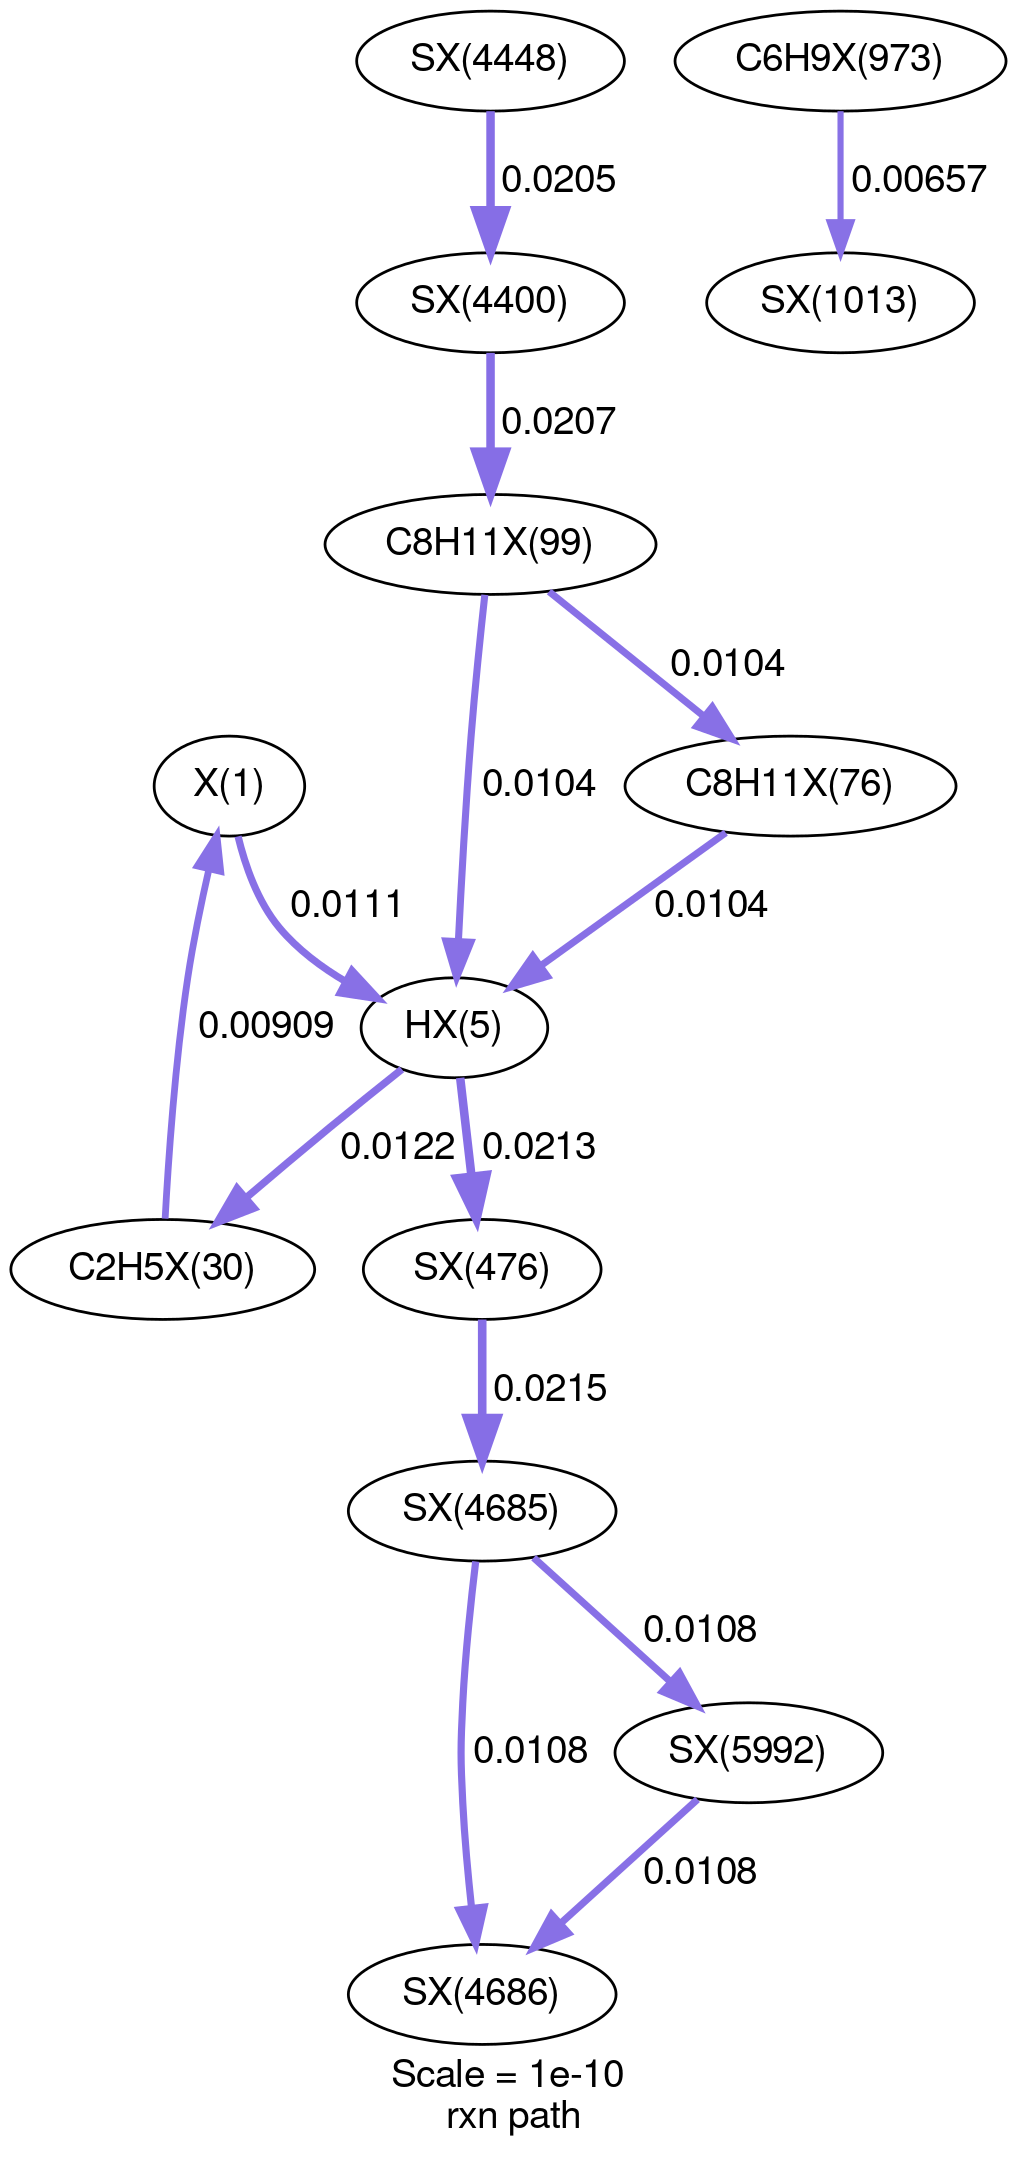 SX(4448)
C6H9X(973)
0.0205
0.00657
SX(4400)
SX(1013)
0.0207
C8H11X(99)
0.0104
X(1)
0.0104
C8H11X(76)
0.0111
0.0104
0.00909
HX(5)
0.0122
0.0213
C2H5X(30)
SX(476)
0.0215
SX(4685)
0.0108
0.0108
SX(5992)
0.0108
SX(4686)
Scale = 1e-10
rxn path